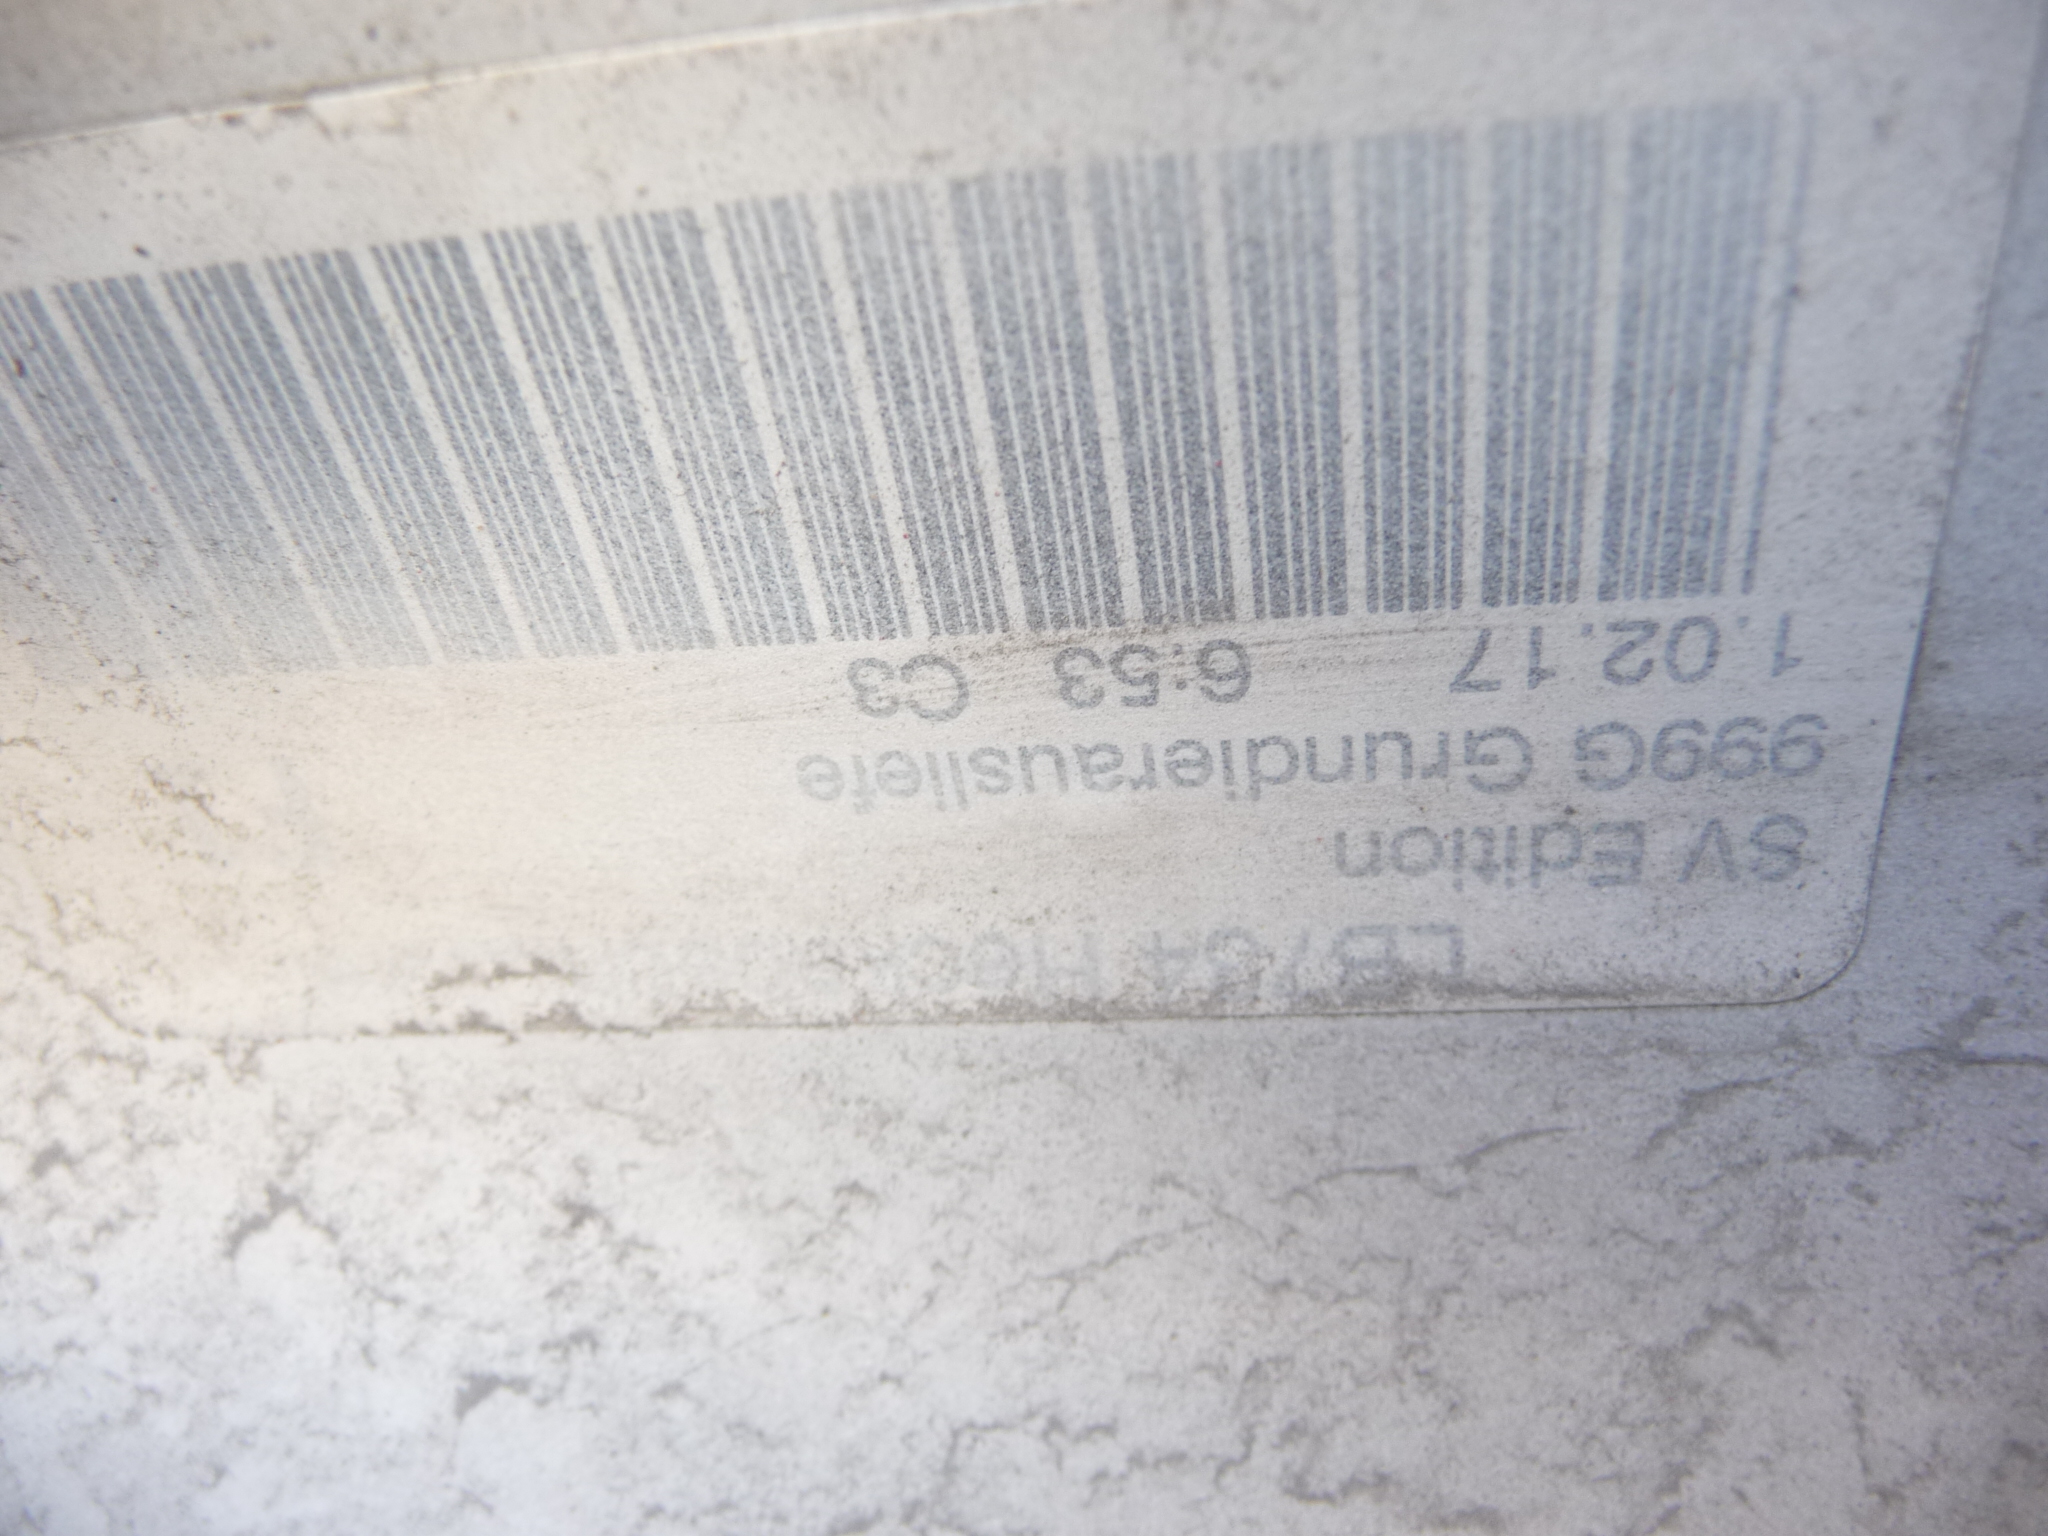 SV Edition
999G Grundierausliefe
1.02.17 6:53 C3